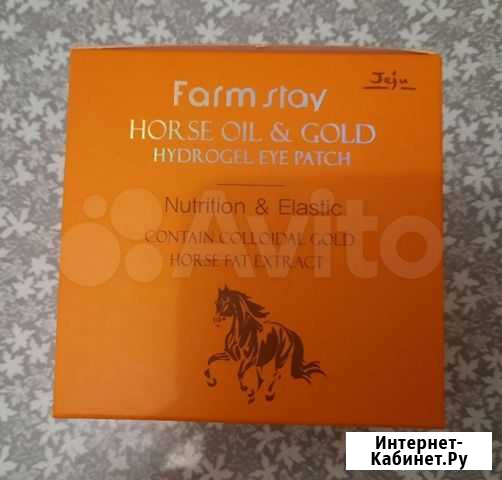 Jeju
Farm stay
HORSE OIL & GOLD
HYDROGEL EYE PATCH
Nutrition & Elastic
CONTAIN COLLOIDAL GOLD
HORSE FAT EXTRACT
Avito
Интернет-
Кабинет.Ру